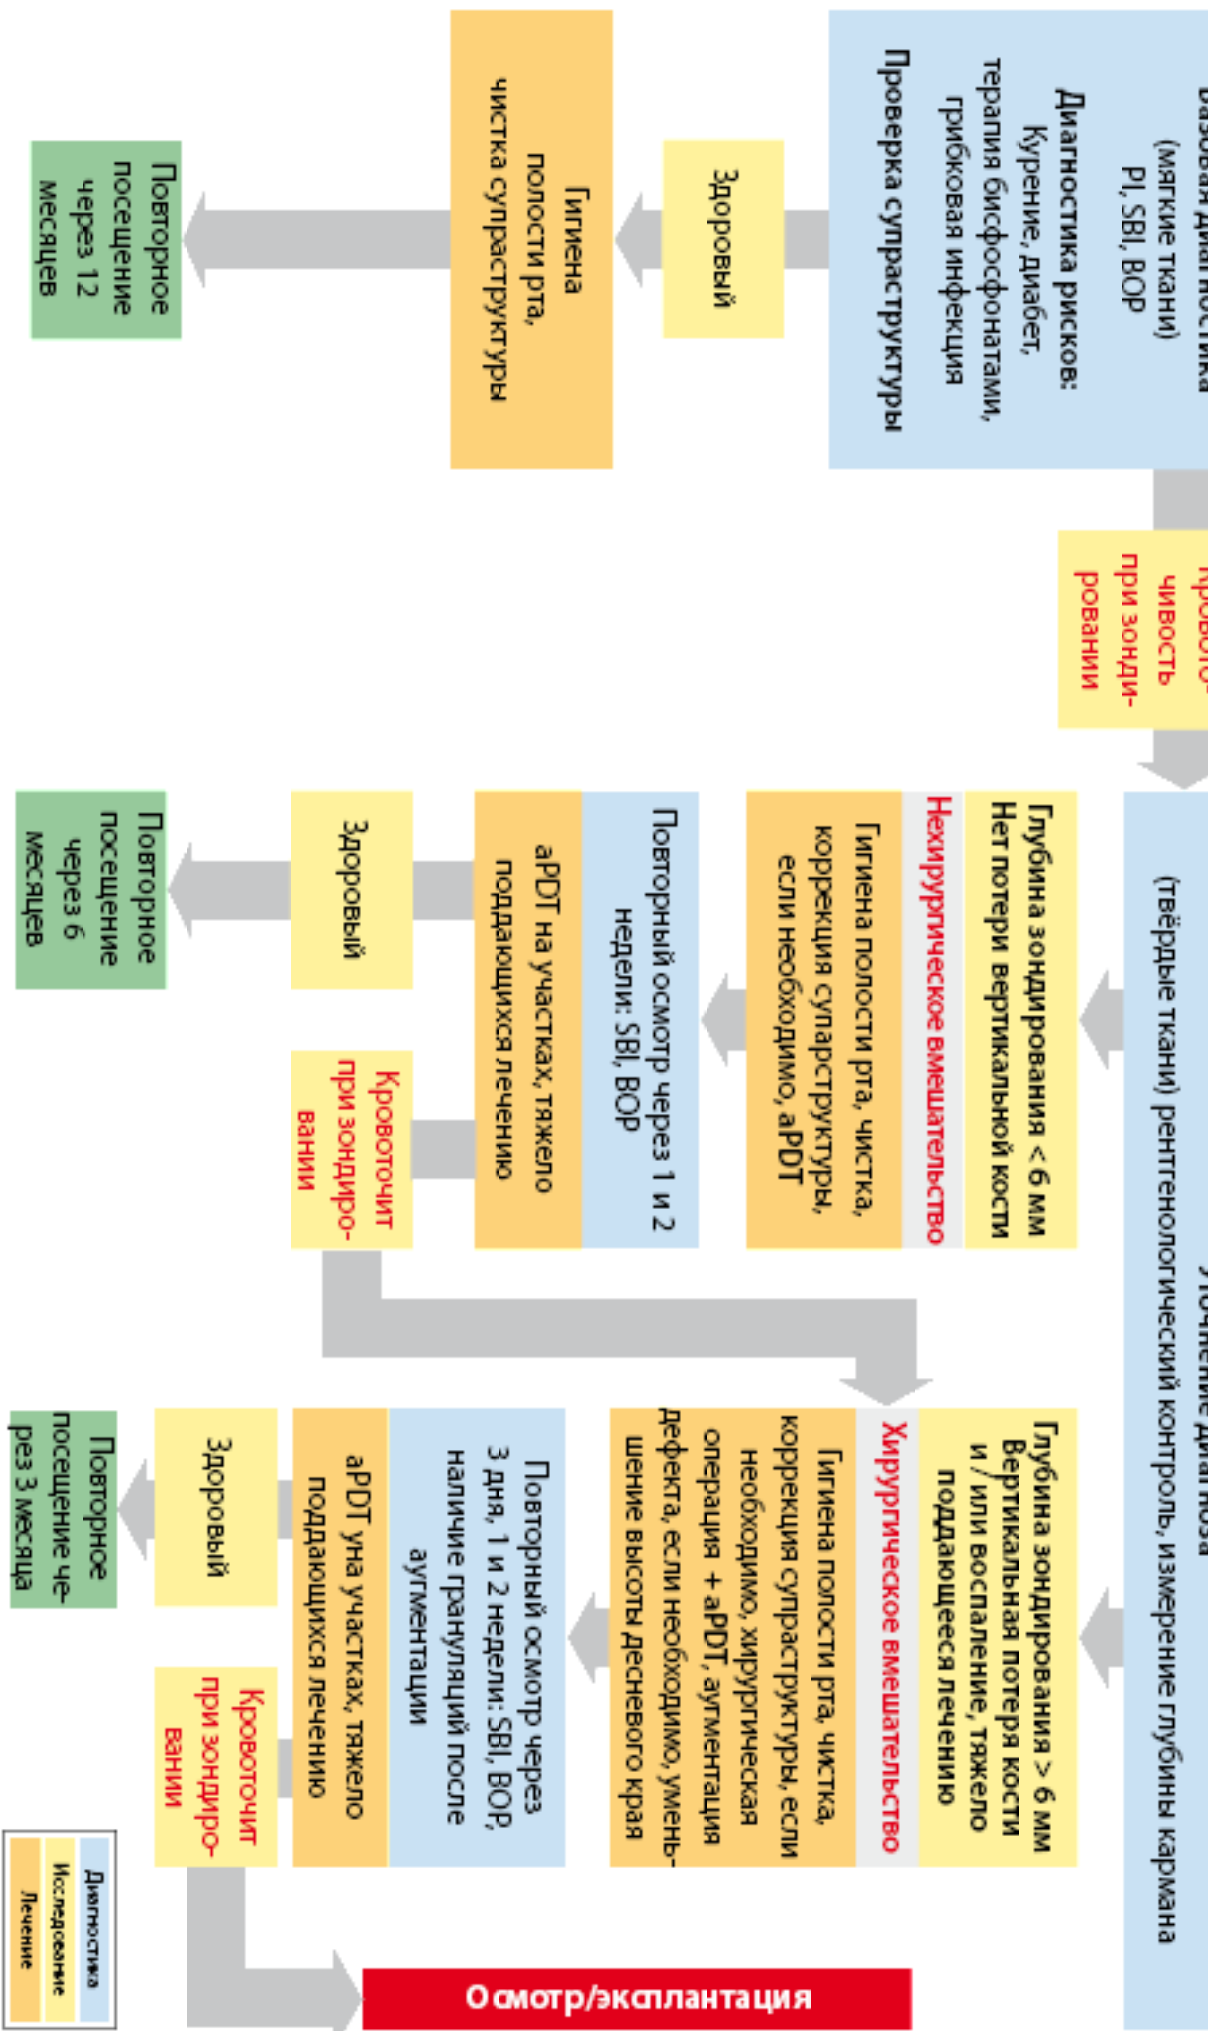 Базовая диагностика
(мягкие ткани)
PI, SBI, BOP
Диагностика рисков:
Курение, диабет,
терапия бисфосфонатами,
грибковая инфекция
Проверка супраструктуры
Здоровый
Гигиена
полости рта,
чистка супраструктуры
Повторное
посещение
через 12
месяцев
Кровото-
чивость
при зонди-
ровании
Уточнение диагноза
(твёрдые ткани) рентгенологический контроль, измерение глубины кармана
Глубина зондирования < 6 мм
Нет потери вертикальной кости
Нехирургическое вмешательство
Гигиена полости рта, чистка,
коррекция супарструктуры,
если необходимо, aPDT
Повторный осмотр через 1 и 2
недели: SBI, BOP
aPDT на участках, тяжело
поддающихся лечению
Здоровый
Повторное
посещение
через 6
месяцев
Кровоточит
при зондиро-
вании
Глубина зондирования > 6 мм
Вертикальная потеря кости
и / или воспаление, тяжело
поддающееся лечению
Хирургическое вмешательство
Гигиена полости рта, чистка,
коррекция супраструктуры, если
необходимо, хирургическая
операция + aPDT, аугментация
дефекта, если необходимо, умень-
шение высоты десневого края
Повторный осмотр через
3 дня, 1 и 2 недели: SBI, BOP,
наличие грануляций после
аугментации
aPDT уна участках, тяжело
поддающихся лечению
Здоровый
Повторное
посещение че-
рез 3 месяца
Кровоточит
при зондиро-
вании
Осмотр/эксплантация
Диагностика
Исследование
Лечение